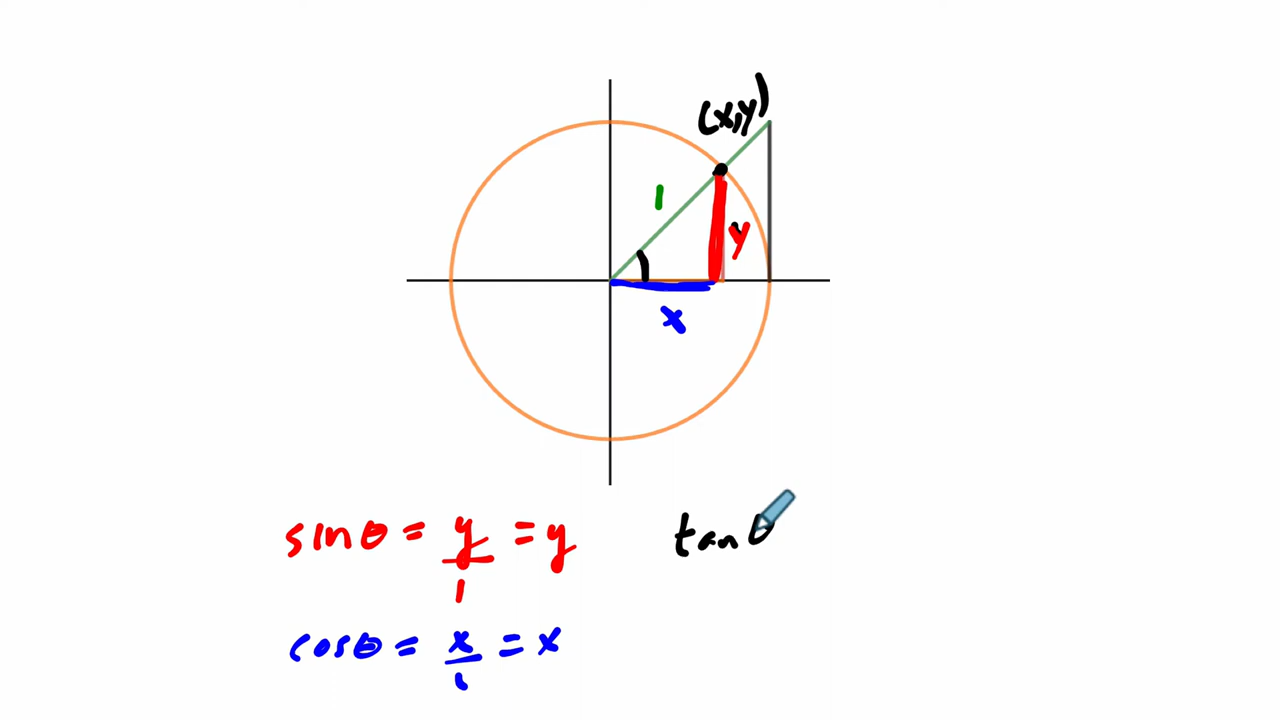 (x,y)
1
y
x
sinθ = y/1 = y
tanθ
cosθ = x/1 = x